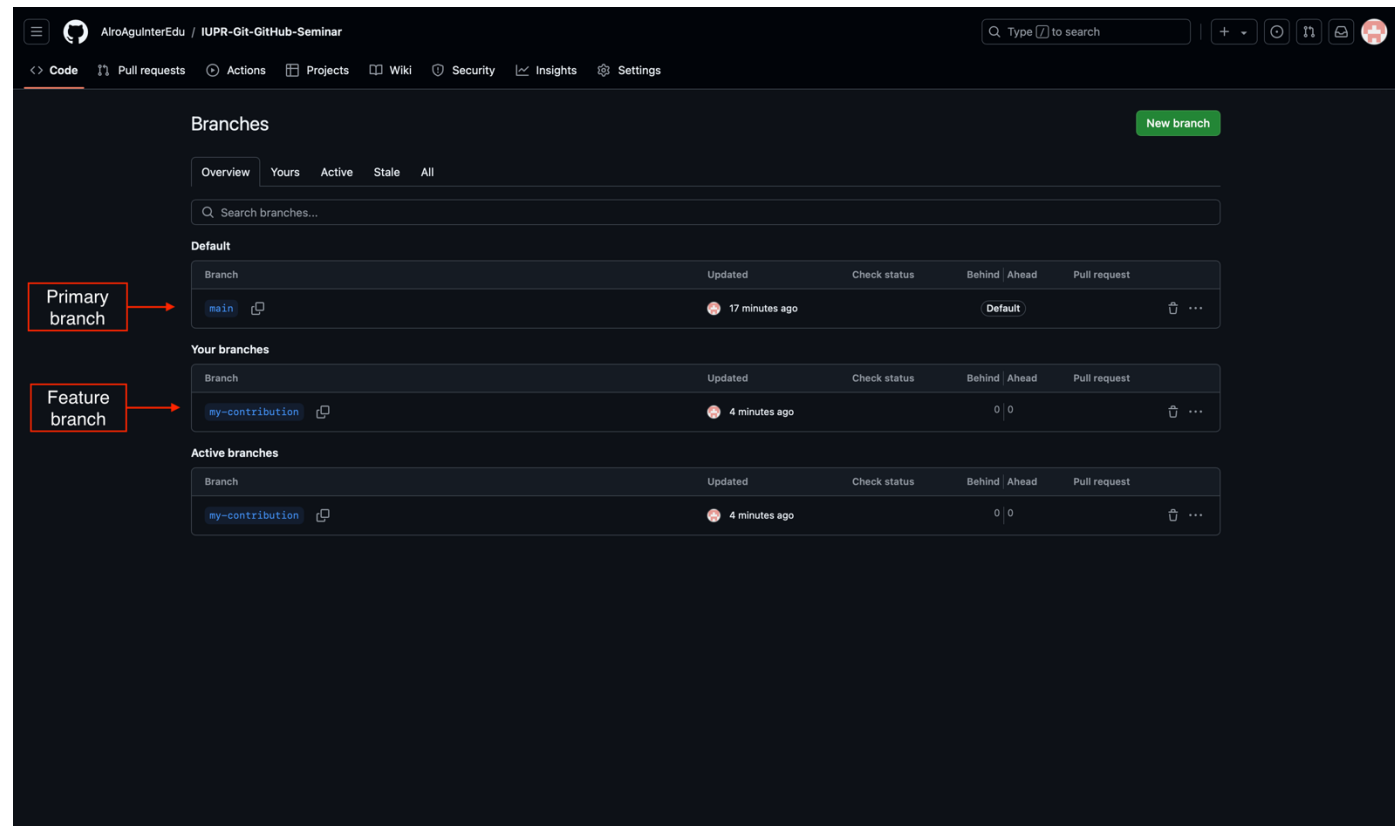 AlroAguInterEdu / IUPR-Git-GitHub-Seminar
Type / to search
Code Pull requests Actions Projects Wiki Security Insights Settings
Branches
New branch
Overview Yours Active Stale All
Search branches...
Default
Branch Updated Check status Behind Ahead Pull request
Primary
branch
main 17 minutes ago Default
Your branches
Branch Updated Check status Behind Ahead Pull request
Feature
branch
my-contribution 4 minutes ago 0 0
Active branches
Branch Updated Check status Behind Ahead Pull request
my-contribution 4 minutes ago 0 0